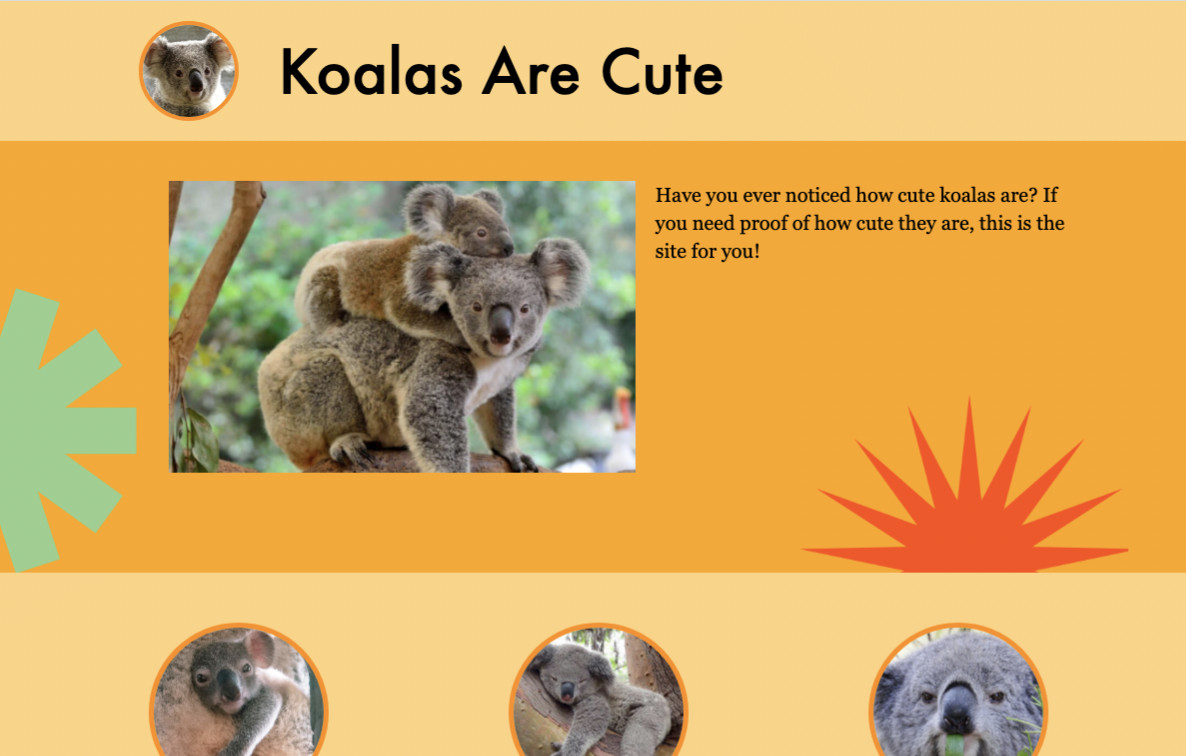 Koalas Are Cute
Have you ever noticed how cute koalas are? If
you need proof of how cute they are, this is the
site for you!